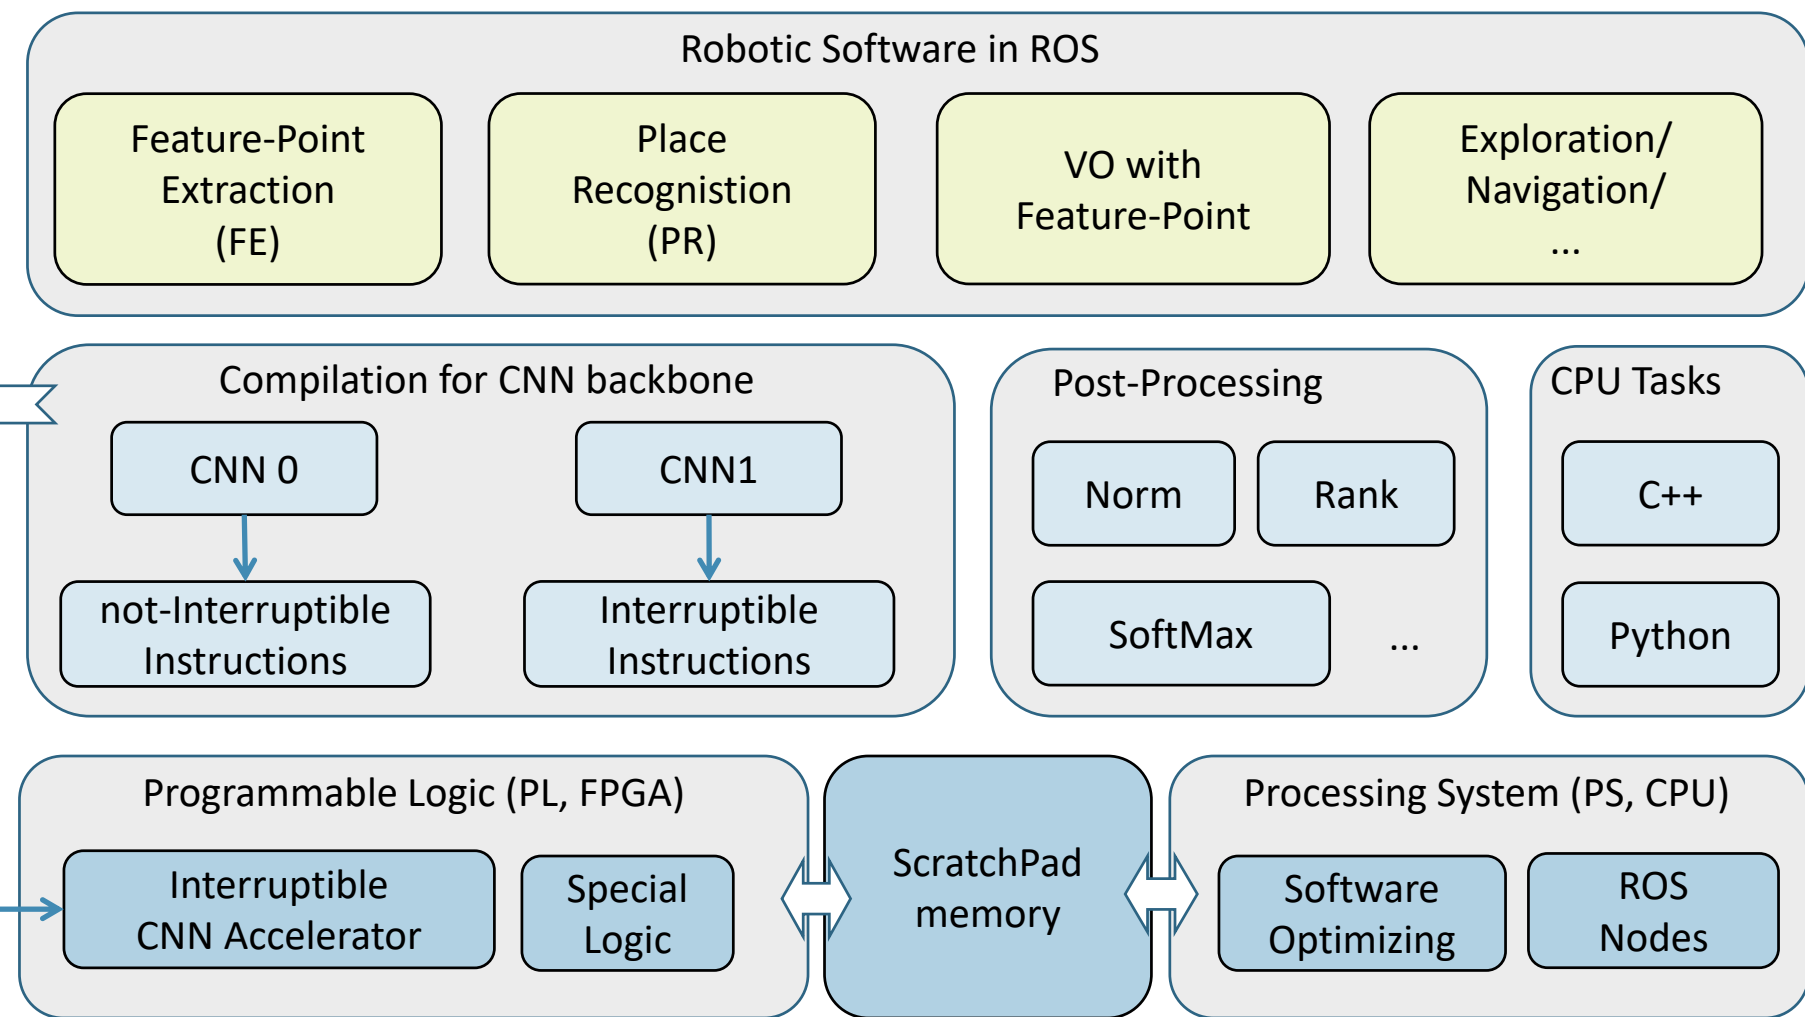 Robotic Software in ROS
Feature-Point
Extraction
(FE)
Place
Recognistion
(PR)
VO with
Feature-Point
Exploration/
Navigation/
...
Compilation for CNN backbone
CNN 0
CNN1
not-Interruptible
Instructions
Interruptible
Instructions
Post-Processing
Norm
Rank
SoftMax
...
CPU Tasks
C++
Python
Programmable Logic (PL, FPGA)
Interruptible
CNN Accelerator
Special
Logic
ScratchPad
memory
Processing System (PS, CPU)
Software
Optimizing
ROS
Nodes